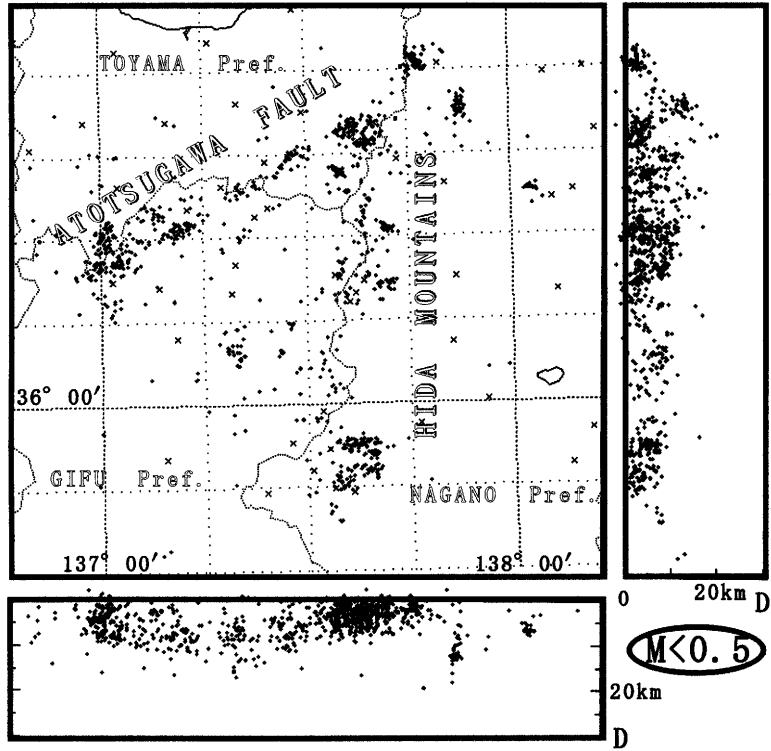 TOYAMA Pref.
ATOTSUGAWA FAULT
HIDA MOUNTAINS
36° 00′
GIFU Pref.
NAGANO Pref.
137° 00′
138° 00′
0 20km D
M<0.5
20km
D